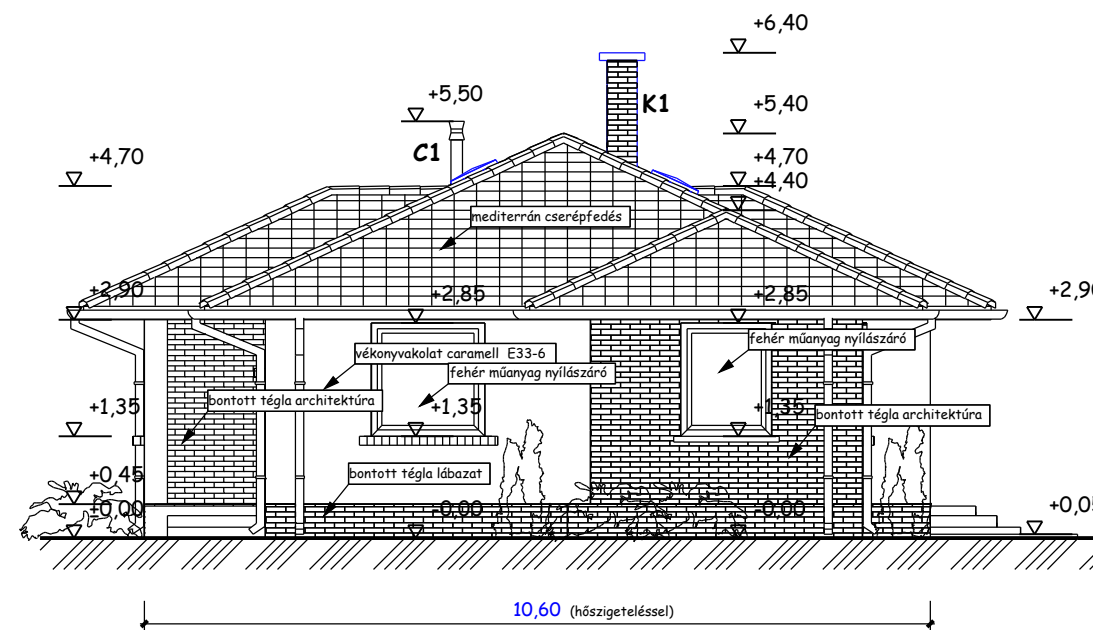 +6,40
+5,50
K1
+5,40
C1
+4,70
+4,70
+4,40
mediterrán cserépfedés
+2,90
+2,85
+2,85
+2,90
fehér műanyag nyílászáró
vékonyvakolat caramell E33-6
fehér műanyag nyílászáró
bontott tégla architektúra
+1,35
+1,35
+1,35
bontott tégla architektúra
+0,45
bontott tégla lábazat
+0,00
-0,00
-0,00
+0,05
10,60 (hőszigeteléssel)